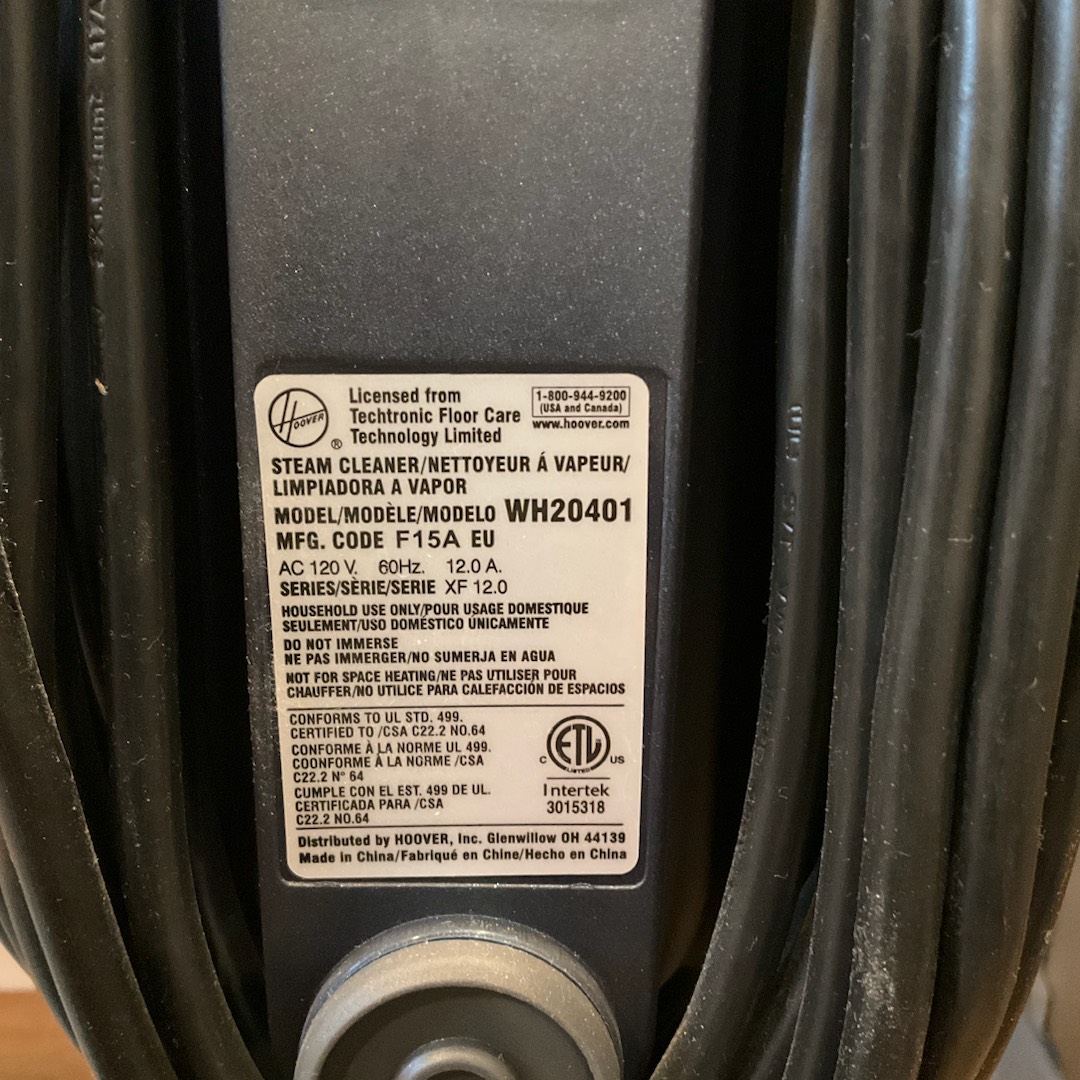 HOOVER
®
Licensed from
Techtronic Floor Care
Technology Limited
1-800-944-9200
(USA and Canada)
www.hoover.com
STEAM CLEANER/NETTOYEUR Á VAPEUR/
LIMPIADORA A VAPOR
MODEL/MODÈLE/MODELO WH20401
MFG. CODE F15A EU
AC 120 V. 60Hz. 12.0 A.
SERIES/SÈRIE/SERIE XF 12.0
HOUSEHOLD USE ONLY/POUR USAGE DOMESTIQUE
SEULEMENT/USO DOMÉSTICO ÚNICAMENTE
DO NOT IMMERSE
NE PAS IMMERGER/NO SUMERJA EN AGUA
NOT FOR SPACE HEATING/NE PAS UTILISER POUR
CHAUFFER/NO UTILICE PARA CALEFACCIÓN DE ESPACIOS
CONFORMS TO UL STD. 499.
CERTIFIED TO /CSA C22.2 NO.64
CONFORME À LA NORME UL 499.
COONFORME À LA NORME /CSA
C22.2 N° 64
CUMPLE CON EL EST. 499 DE UL.
CERTIFICADA PARA /CSA
C22.2 NO.64
ETL
LISTED
C US
Intertek
3015318
Distributed by HOOVER, Inc. Glenwillow OH 44139
Made in China/Fabriqué en Chine/Hecho en China